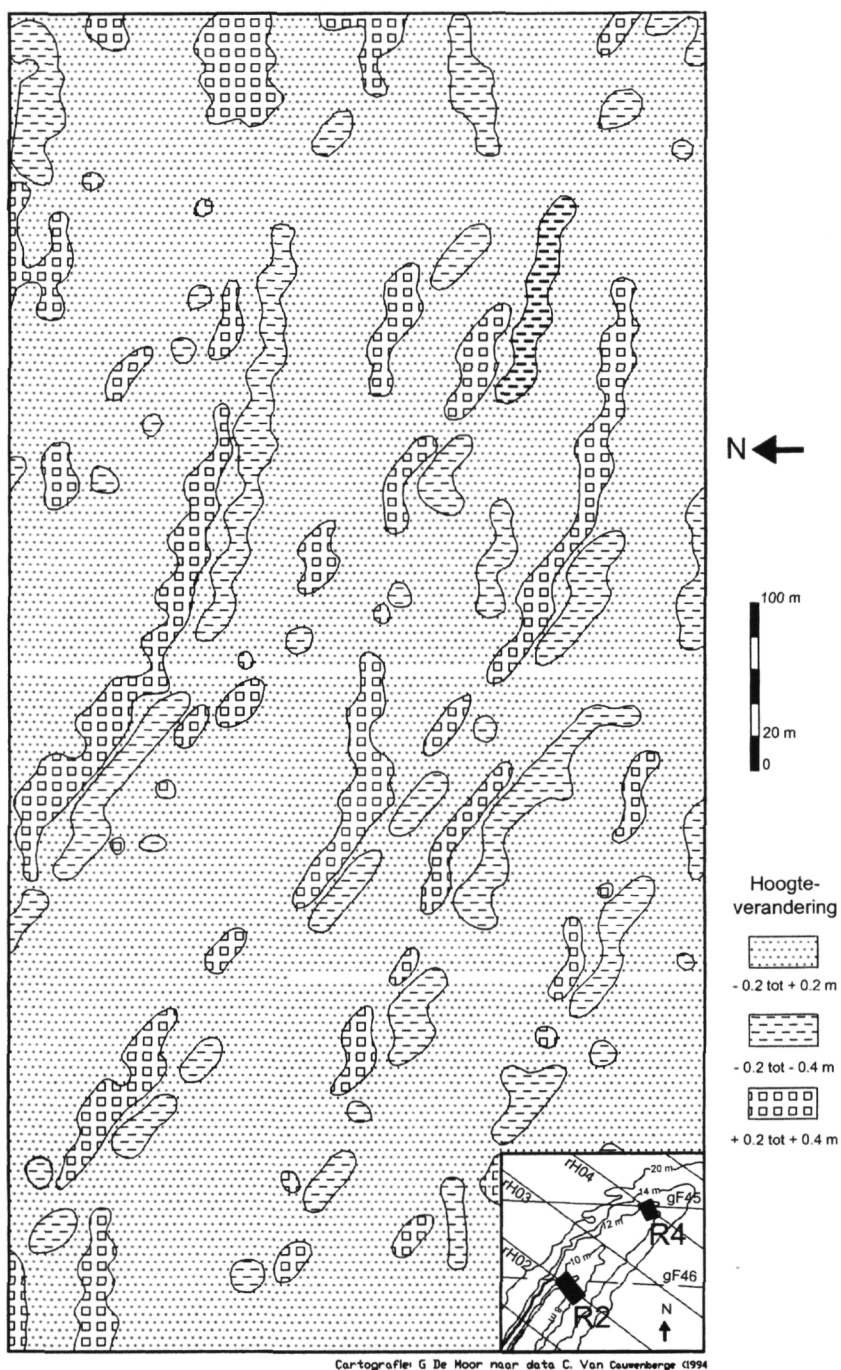 N
100 m
20 m
0
Hoogte-
verandering
- 0.2 tot + 0.2 m
- 0.2 tot - 0.4 m
+ 0.2 tot + 0.4 m
rH04
20 m
rH03
14 m
gF45
12 m
R4
rH02
10 m
gF46
8 m
R2
N
Cartografie: G De Moor naar data C. Van Cauwenberge (1994